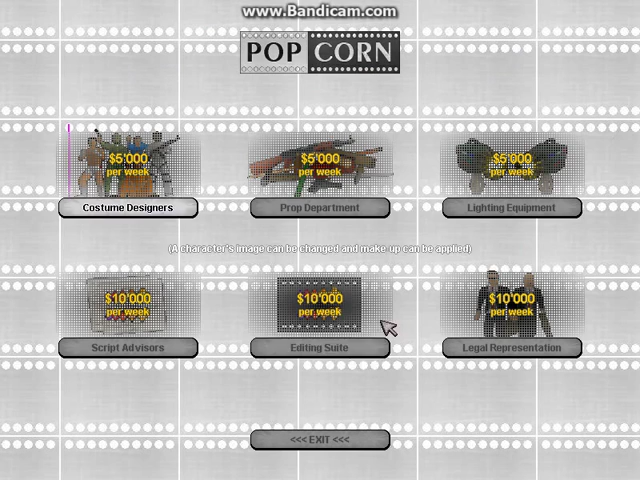 www.Bandicam.com
POP CORN
$5'000
per week
$5'000
per week
$5'000
per week
Costume Designers
Prop Department
Lighting Equipment
(A character's image can be changed and make up can be applied)
$10'000
per week
$10'000
per week
$10'000
per week
Script Advisors
Editing Suite
Legal Representation
<<< EXIT <<<